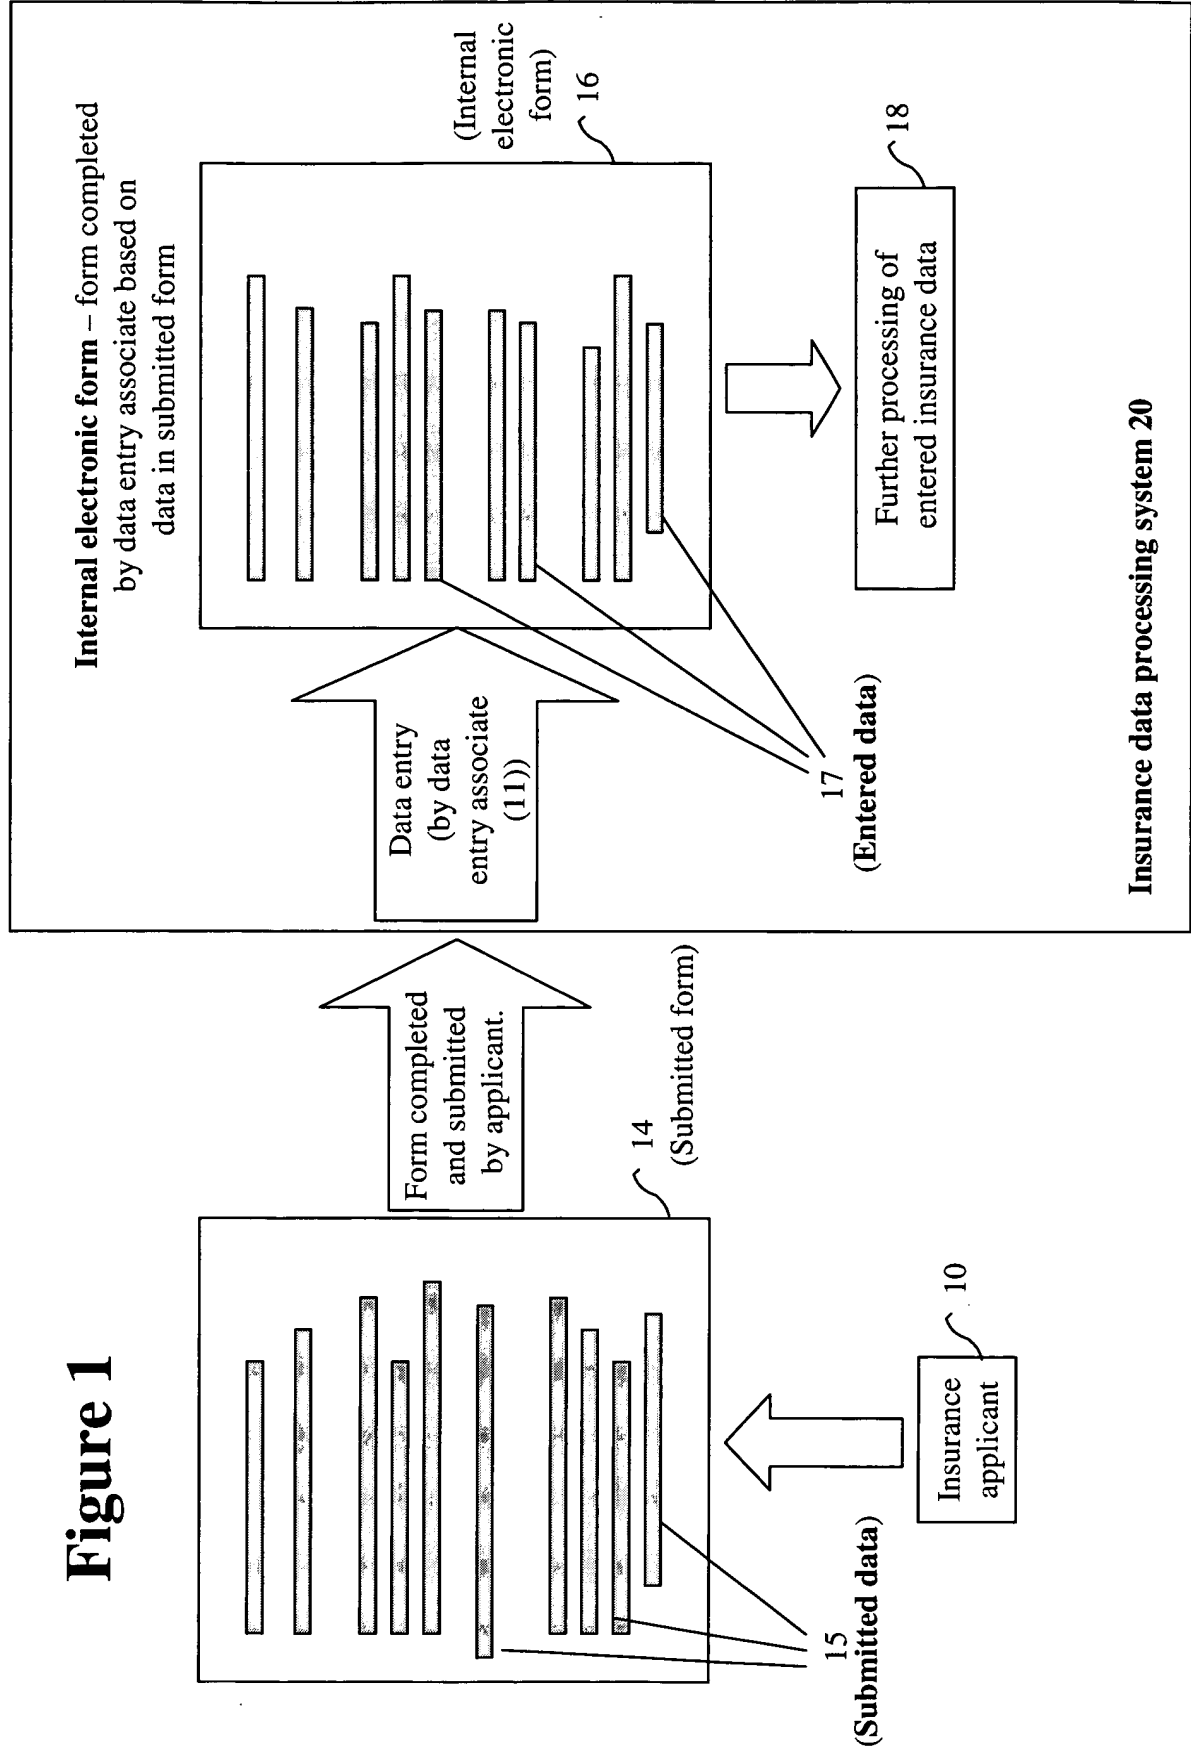 Figure 1
Internal electronic form – form completed
by data entry associate based on
data in submitted form
Form completed
and submitted
by applicant.
Data entry
(by data
entry associate
(11))
(Internal
electronic
form)
16
14
(Submitted form)
15
(Submitted data)
Insurance
applicant
10
17
(Entered data)
Further processing of
entered insurance data
18
Insurance data processing system 20